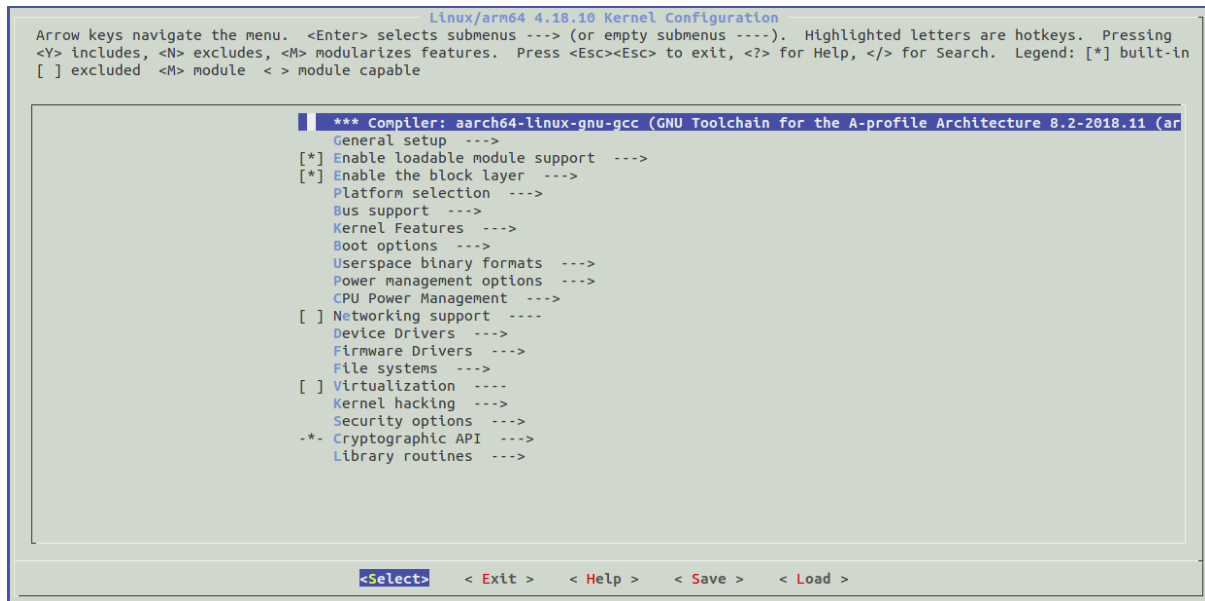 Linux/arm64 4.18.10 Kernel Configuration
Arrow keys navigate the menu.  <Enter> selects submenus ---> (or empty submenus ----).  Highlighted letters are hotkeys.  Pressing
<Y> includes, <N> excludes, <M> modularizes features.  Press <Esc><Esc> to exit, <?> for Help, </> for Search.  Legend: [*] built-in
[ ] excluded  <M> module  < > module capable
*** Compiler: aarch64-linux-gnu-gcc (GNU Toolchain for the A-profile Architecture 8.2-2018.11 (ar
General setup  --->
[*] Enable loadable module support  --->
[*] Enable the block layer  --->
Platform selection  --->
Bus support  --->
Kernel Features  --->
Boot options  --->
Userspace binary formats  --->
Power management options  --->
CPU Power Management  --->
[ ] Networking support  ----
Device Drivers  --->
Firmware Drivers  --->
File systems  --->
[ ] Virtualization  ----
Kernel hacking  --->
Security options  --->
-*- Cryptographic API  --->
Library routines  --->
<Select>    < Exit >    < Help >    < Save >    < Load >